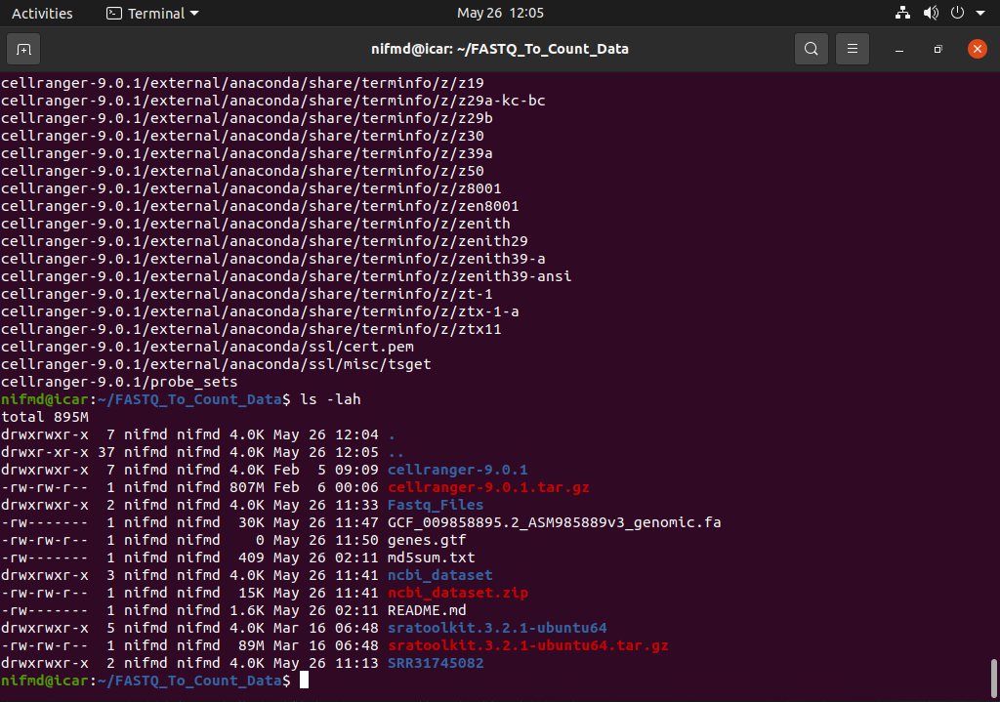 Activities Terminal May 26 12:05
nifmd@icar: ~/FASTQ_To_Count_Data
cellranger-9.0.1/external/anaconda/share/terminfo/z/z19
cellranger-9.0.1/external/anaconda/share/terminfo/z/z29a-kc-bc
cellranger-9.0.1/external/anaconda/share/terminfo/z/z29b
cellranger-9.0.1/external/anaconda/share/terminfo/z/z30
cellranger-9.0.1/external/anaconda/share/terminfo/z/z39a
cellranger-9.0.1/external/anaconda/share/terminfo/z/z50
cellranger-9.0.1/external/anaconda/share/terminfo/z/z8001
cellranger-9.0.1/external/anaconda/share/terminfo/z/zen8001
cellranger-9.0.1/external/anaconda/share/terminfo/z/zenith
cellranger-9.0.1/external/anaconda/share/terminfo/z/zenith29
cellranger-9.0.1/external/anaconda/share/terminfo/z/zenith39-a
cellranger-9.0.1/external/anaconda/share/terminfo/z/zenith39-ansi
cellranger-9.0.1/external/anaconda/share/terminfo/z/zt-1
cellranger-9.0.1/external/anaconda/share/terminfo/z/ztx-1-a
cellranger-9.0.1/external/anaconda/share/terminfo/z/ztx11
cellranger-9.0.1/external/anaconda/ssl/cert.pem
cellranger-9.0.1/external/anaconda/ssl/misc/tsget
cellranger-9.0.1/probe_sets
nifmd@icar:~/FASTQ_To_Count_Data$ ls -lah
total 895M
drwxrwxr-x  7 nifmd nifmd 4.0K May 26 12:04 .
drwxr-xr-x 37 nifmd nifmd 4.0K May 26 12:05 ..
drwxrwxr-x  7 nifmd nifmd 4.0K Feb  5 09:09 cellranger-9.0.1
-rw-rw-r--  1 nifmd nifmd 807M Feb  6 00:06 cellranger-9.0.1.tar.gz
drwxrwxr-x  2 nifmd nifmd 4.0K May 26 11:33 Fastq_Files
-rw-------  1 nifmd nifmd  30K May 26 11:47 GCF_009858895.2_ASM985889v3_genomic.fa
-rw-rw-r--  1 nifmd nifmd    0 May 26 11:50 genes.gtf
-rw-------  1 nifmd nifmd  409 May 26 02:11 md5sum.txt
drwxrwxr-x  3 nifmd nifmd 4.0K May 26 11:41 ncbi_dataset
-rw-rw-r--  1 nifmd nifmd  15K May 26 11:41 ncbi_dataset.zip
-rw-------  1 nifmd nifmd 1.6K May 26 02:11 README.md
drwxrwxr-x  5 nifmd nifmd 4.0K Mar 16 06:48 sratoolkit.3.2.1-ubuntu64
-rw-rw-r--  1 nifmd nifmd  89M Mar 16 06:48 sratoolkit.3.2.1-ubuntu64.tar.gz
drwxrwxr-x  2 nifmd nifmd 4.0K May 26 11:13 SRR31745082
nifmd@icar:~/FASTQ_To_Count_Data$